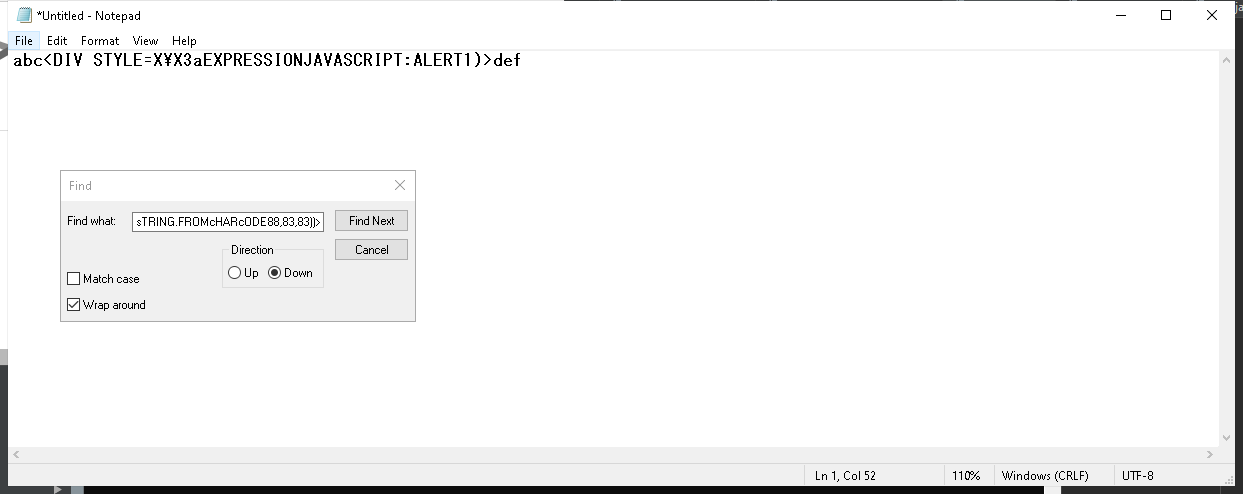 *Untitled - Notepad
File Edit Format View Help
abc<DIV STYLE=X¥X3aEXPRESSIONJAVASCRIPT:ALERT1)>def
Find
Find what: sTRING.FROMcHARcODE88,83,83))> Find Next
Direction Cancel
Up Down
Match case
Wrap around
Ln 1, Col 52 110% Windows (CRLF) UTF-8